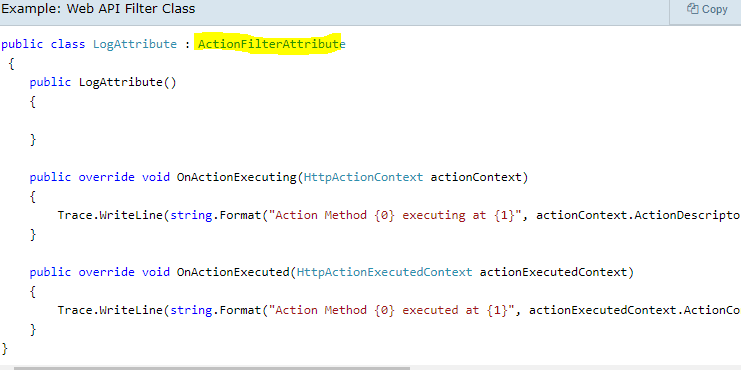 Example: Web API Filter Class
Copy
public class LogAttribute : ActionFilterAttribute
{
public LogAttribute()
{
}
public override void OnActionExecuting(HttpActionContext actionContext)
{
Trace.WriteLine(string.Format("Action Method {0} executing at {1}", actionContext.ActionDescripto
}
public override void OnActionExecuted(HttpActionExecutedContext actionExecutedContext)
{
Trace.WriteLine(string.Format("Action Method {0} executed at {1}", actionExecutedContext.ActionCo
}
}